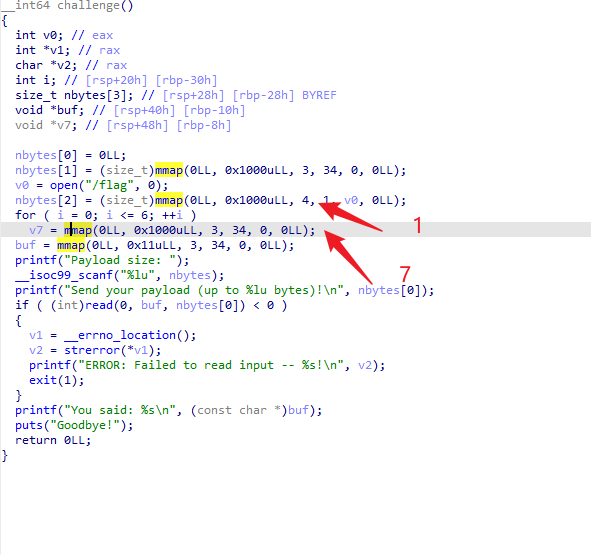 __int64 challenge()
{
int v0; // eax
int *v1; // rax
char *v2; // rax
int i; // [rsp+20h] [rbp-30h]
size_t nbytes[3]; // [rsp+28h] [rbp-28h] BYREF
void *buf; // [rsp+40h] [rbp-10h]
void *v7; // [rsp+48h] [rbp-8h]
nbytes[0] = 0LL;
nbytes[1] = (size_t)mmap(0LL, 0x1000uLL, 3, 34, 0, 0LL);
v0 = open("/flag", 0);
nbytes[2] = (size_t)mmap(0LL, 0x1000uLL, 4, 1, v0, 0LL);
for ( i = 0; i <= 6; ++i )
1
v7 = mmap(0LL, 0x1000uLL, 3, 34, 0, 0LL);
buf = mmap(0LL, 0x11uLL, 3, 34, 0, 0LL);
printf("Payload size: ");
7
__isoc99_scanf("%lu", nbytes);
printf("Send your payload (up to %lu bytes)!\n", nbytes[0]);
if ( (int)read(0, buf, nbytes[0]) < 0 )
{
v1 = __errno_location();
v2 = strerror(*v1);
printf("ERROR: Failed to read input -- %s!\n", v2);
exit(1);
}
printf("You said: %s\n", (const char *)buf);
puts("Goodbye!");
return 0LL;
}